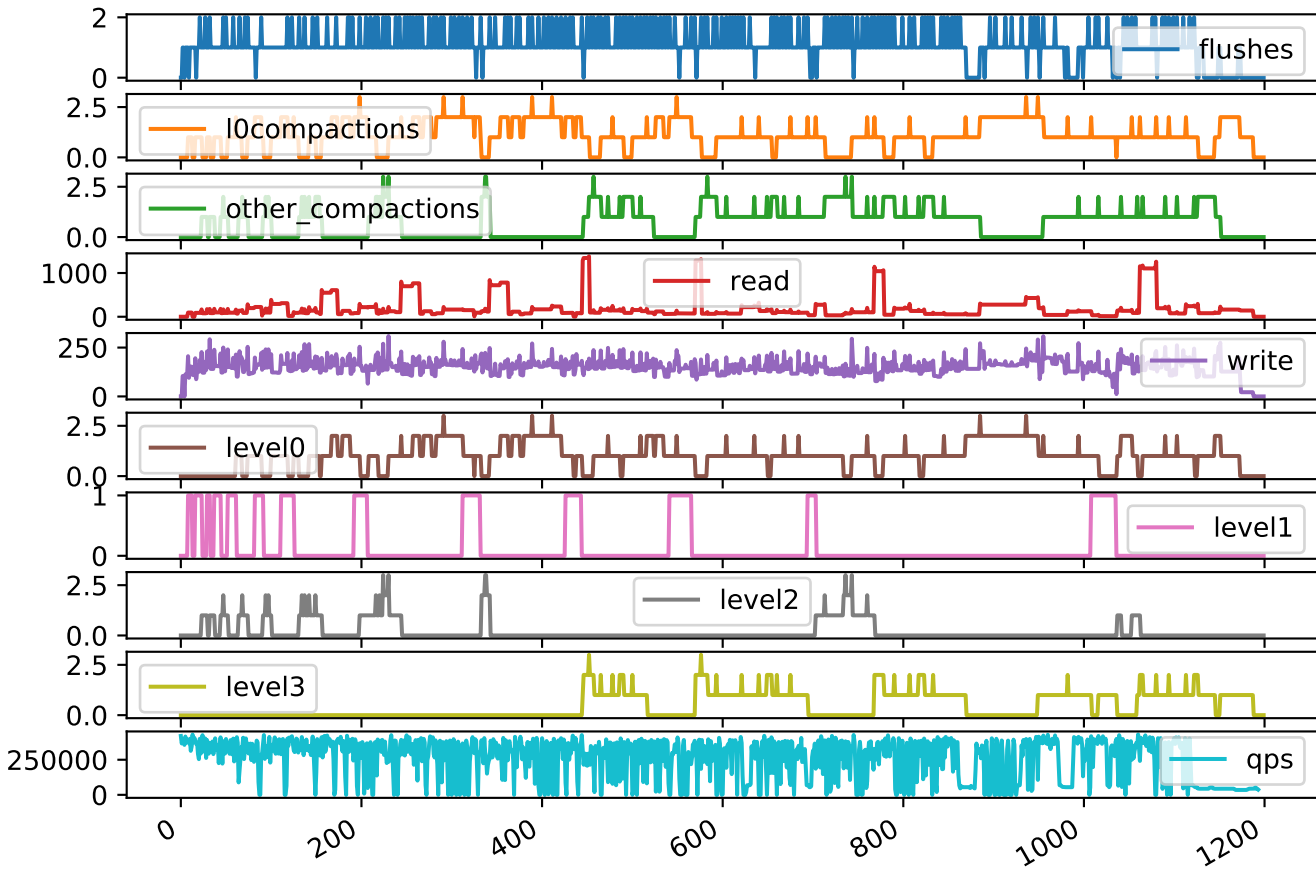 2
0
flushes
2.5
0.0
l0compactions
2.5
0.0
other_compactions
1000
0
read
250
0
write
2.5
0.0
level0
1
0
level1
2.5
0.0
level2
2.5
0.0
level3
250000
0
qps
0 200 400 600 800 1000 1200